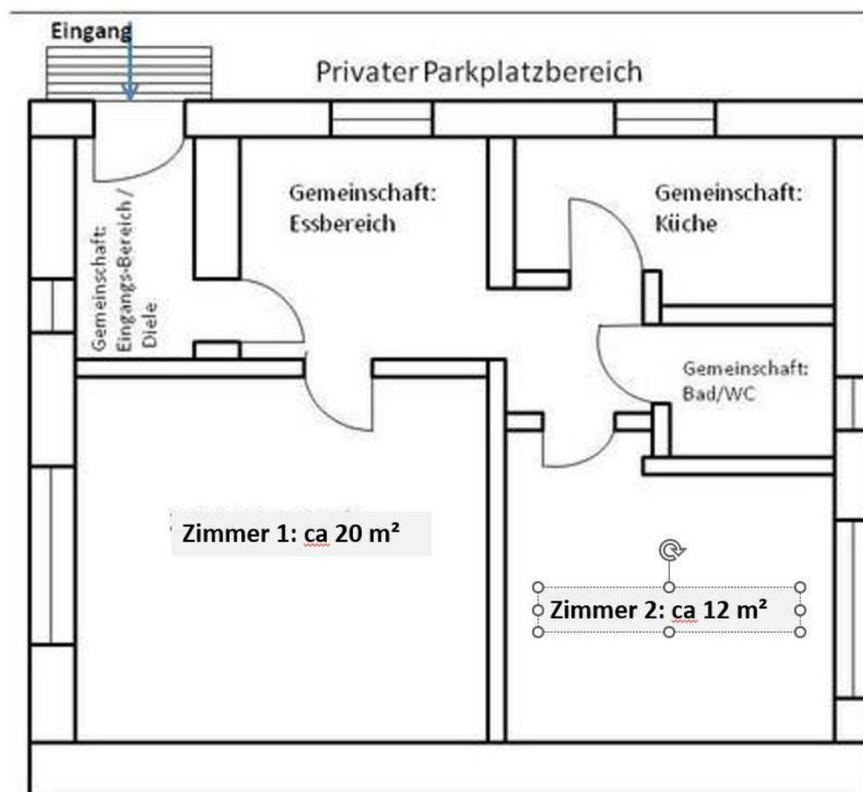 Eingang
Privater Parkplatzbereich
Gemeinschaft:
Essbereich
Gemeinschaft:
Küche
Gemeinschaft:
Eingangs-Bereich /
Diele
Gemeinschaft:
Bad/WC
Zimmer 1: ca 20 m²
Zimmer 2: ca 12 m²